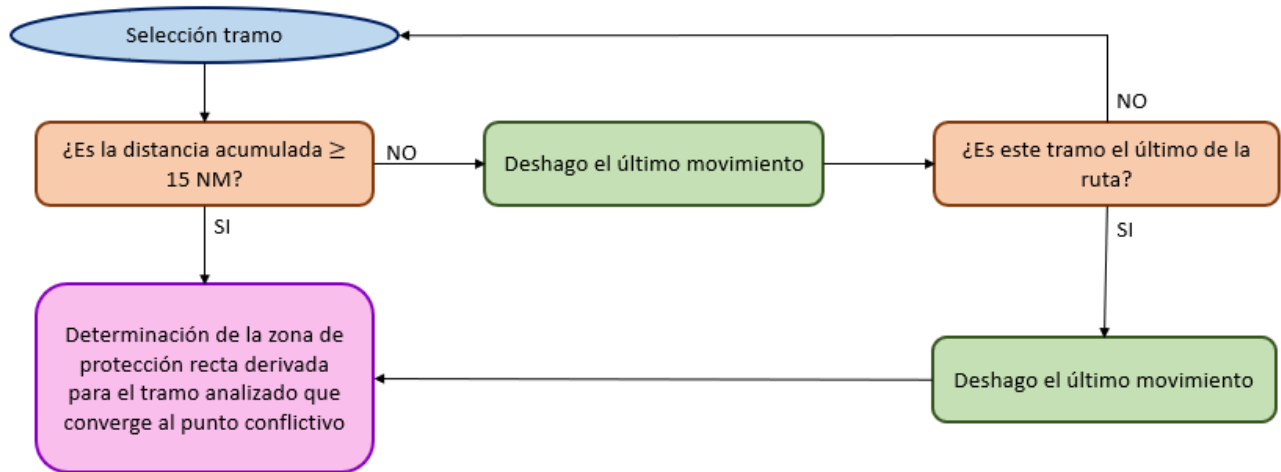 Selección tramo
NO
¿Es la distancia acumulada ≥
15 NM?
NO
Deshago el último movimiento
¿Es este tramo el último de la
ruta?
SI
SI
Determinación de la zona de
protección recta derivada
para el tramo analizado que
converge al punto conflictivo
Deshago el último movimiento